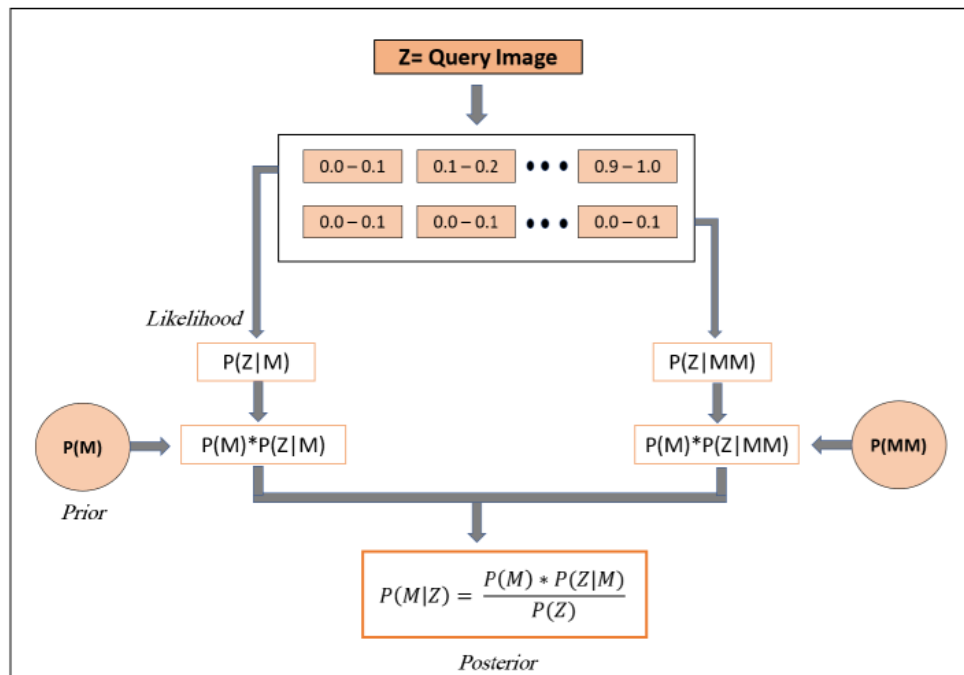 Z= Query Image
0.0 – 0.1 0.1 – 0.2 ••• 0.9 – 1.0
0.0 – 0.1 0.0 – 0.1 ••• 0.0 – 0.1
Likelihood
P(Z|M) P(Z|MM)
P(M) P(M)*P(Z|M) P(M)*P(Z|MM) P(MM)
Prior
P(M|Z) = P(M) ∗ P(Z|M) / P(Z)
Posterior